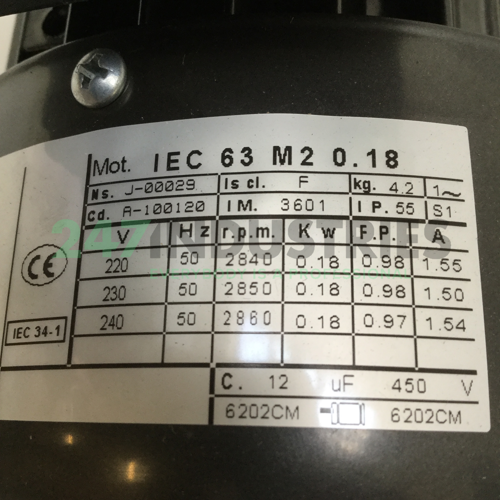 Mot. IEC 63 M2 0.18
Ns. J-00029 Is cl. F kg. 4.2 1~
Cd. A-100120 IM. 3601 IP. 55 S1
247INDUSTRIES
V Hz r.p.m. Kw F.P. A
CE
220 50 2840 0.18 0.98 1.55
230 50 2850 0.18 0.98 1.50
IEC 34-1
240 50 2860 0.18 0.97 1.54
C. 12 uF 450 V
6202CM 6202CM